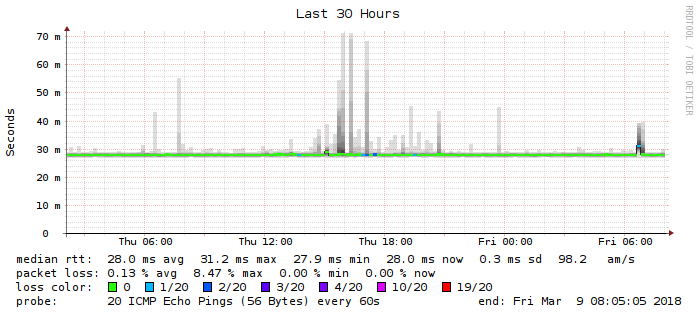 Last 30 Hours
RRDTOOL / TOBI OETIKER
Seconds
70 m
60 m
50 m
40 m
30 m
20 m
10 m
0
Thu 06:00 Thu 12:00 Thu 18:00 Fri 00:00 Fri 06:00
median rtt: 28.0 ms avg 31.2 ms max 27.9 ms min 28.0 ms now 0.3 ms sd 98.2 am/s
packet loss: 0.13 % avg 8.47 % max 0.00 % min 0.00 % now
loss color: 0 1/20 2/20 3/20 4/20 10/20 19/20
probe: 20 ICMP Echo Pings (56 Bytes) every 60s end: Fri Mar 9 08:05:05 2018